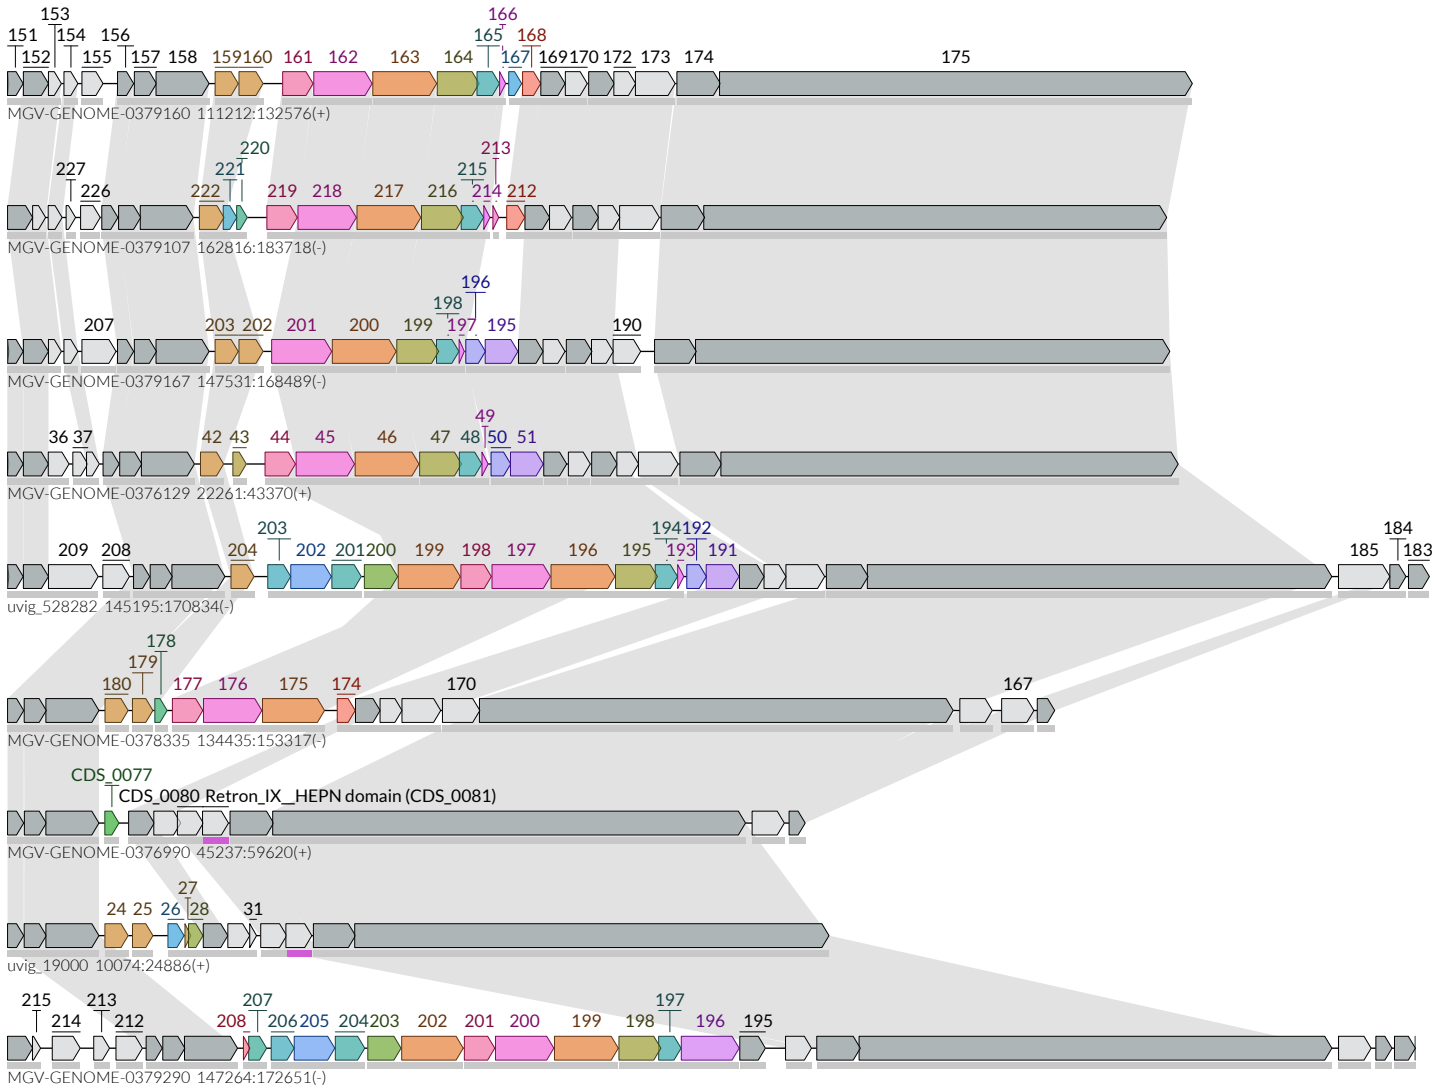 153 166
151 154 156 165 168
152 155 157 158 159 160 161 162 163 164 167 169 170 172 173 174 175
MGV-GENOME-0379160 111212:132576(+)
220 213
227 221 215
226 222 219 218 217 216 214 212
MGV-GENOME-0379107 162816:183718(-)
196
198
207 203 202 201 200 199 197 195 190
MGV-GENOME-0379167 147531:168489(-)
49
36 37 42 43 44 45 46 47 48 50 51
MGV-GENOME-0376129 22261:43370(+)
203 194 192 184
209 208 204 202 201 200 199 198 197 196 195 193 191 185 183
uvig_528282 145195:170834(-)
178
179
180 177 176 175 174 170 167
MGV-GENOME-0378335 134435:153317(-)
CDS_0077
CDS_0080 Retron_IX__HEPN domain (CDS_0081)
MGV-GENOME-0376990 45237:59620(+)
27
24 25 26 28 31
uvig_19000 10074:24886(+)
215 213 207 197
214 212 208 206 205 204 203 202 201 200 199 198 196 195
MGV-GENOME-0379290 147264:172651(-)